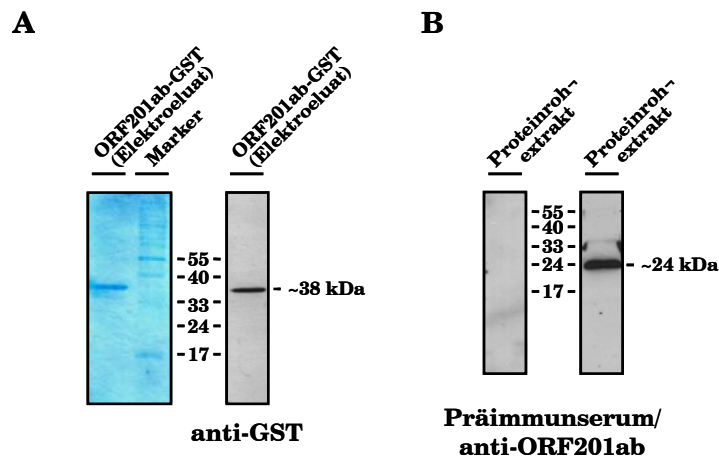 A
ORF201ab-GST
(Elektroeluat)
Marker
ORF201ab-GST
(Elektroeluat)
-55-
-40-
-33-
-24-
-17-
- ~38 kDa
anti-GST
B
Proteinroh¬
extrakt
Proteinroh¬
extrakt
-55-
-40-
-33-
-24-
-17-
- ~24 kDa
Präimmunserum/
anti-ORF201ab